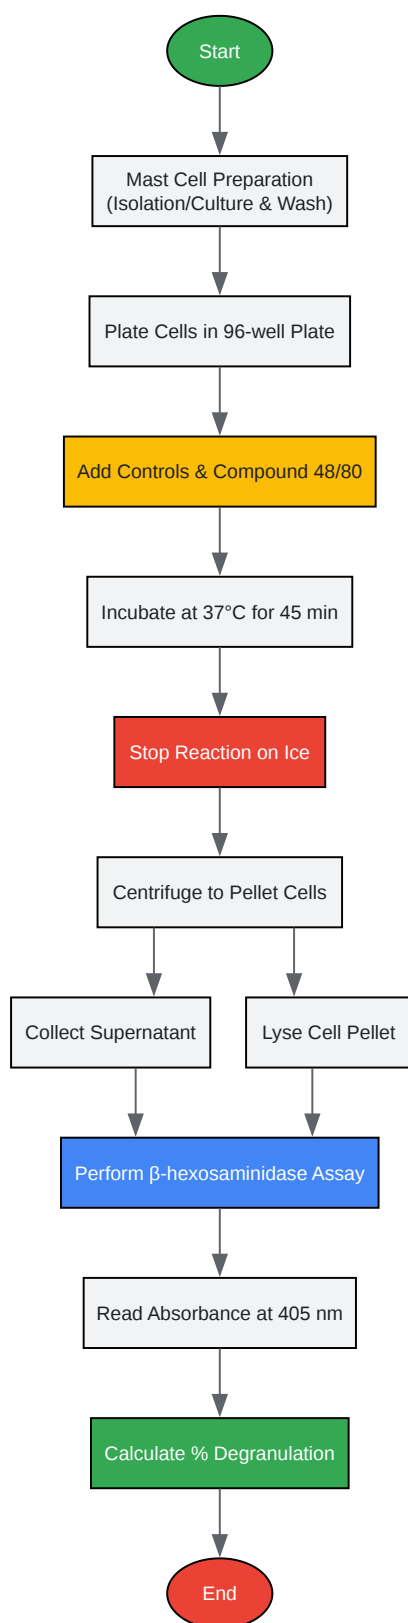 Start
Mast Cell Preparation
(Isolation/Culture & Wash)
Plate Cells in 96-well Plate
Add Controls & Compound 48/80
Incubate at 37°C for 45 min
Stop Reaction on Ice
Centrifuge to Pellet Cells
Collect Supernatant
Lyse Cell Pellet
Perform β-hexosaminidase Assay
Read Absorbance at 405 nm
Calculate % Degranulation
End